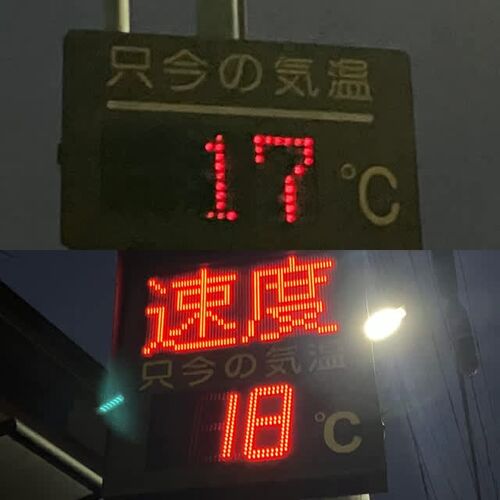 只今の気温
17 ℃
速度
只今の気温
18 ℃